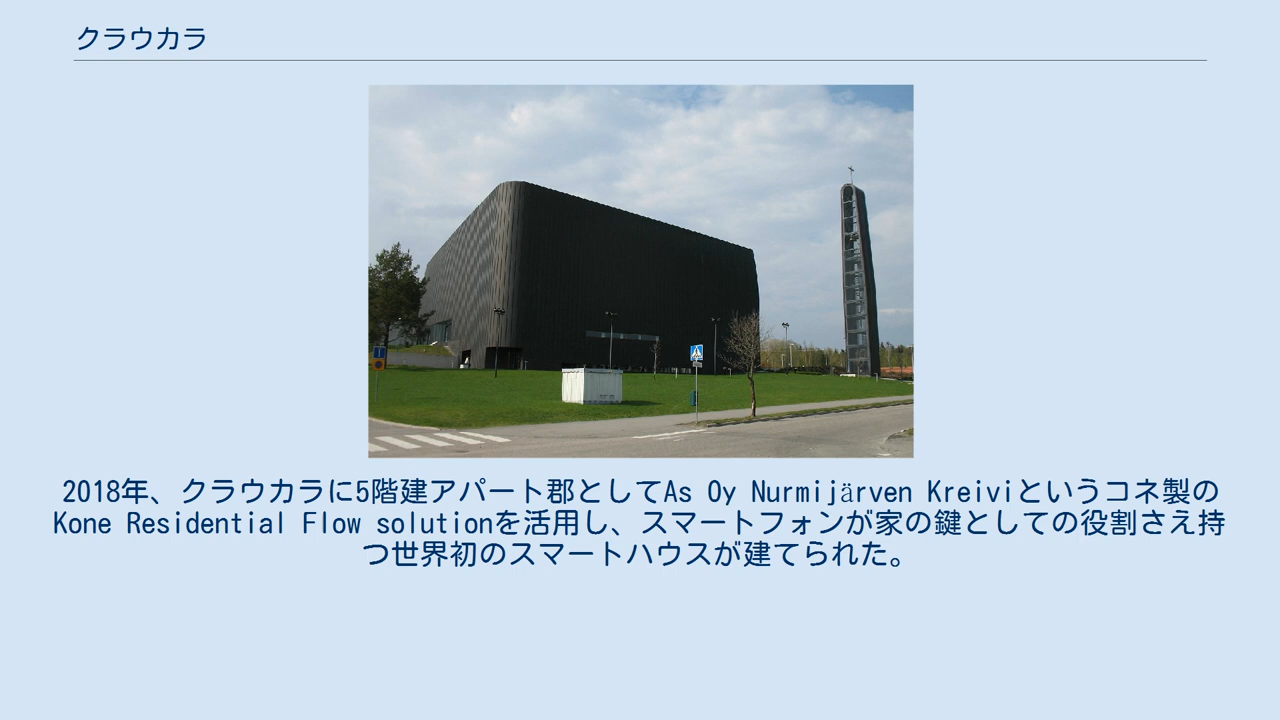 クラウカラ
2018年、クラウカラに5階建アパート郡としてAs Oy Nurmijärven Kreiviというコネ製の
Kone Residential Flow solutionを活用し、スマートフォンが家の鍵としての役割さえ持
つ世界初のスマートハウスが建てられた。